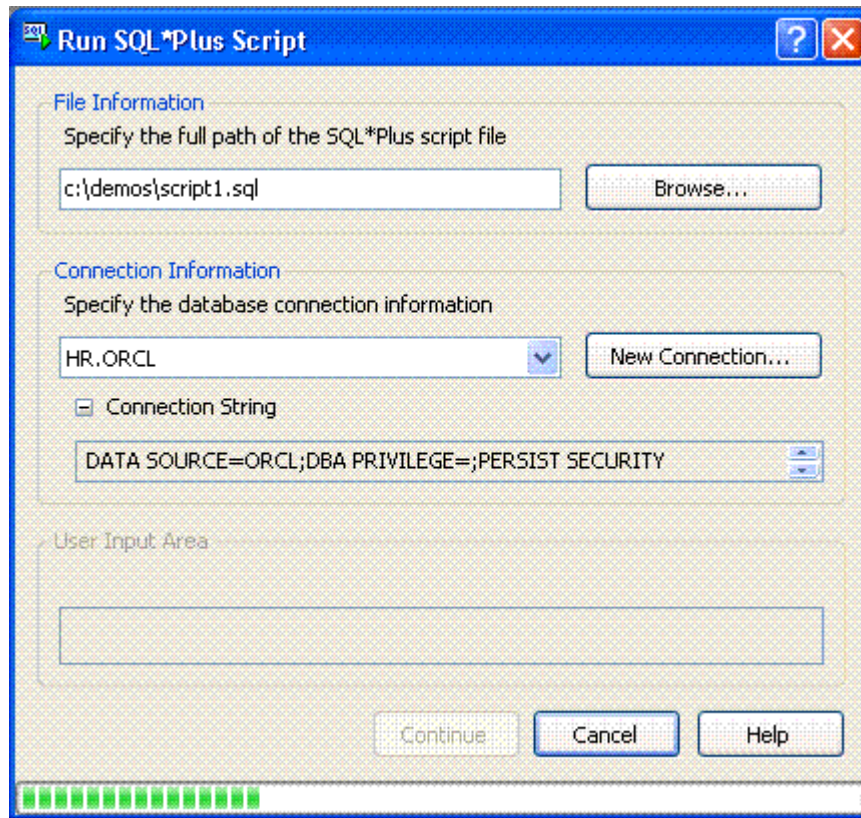 Run SQL*Plus Script
File Information
Specify the full path of the SQL*Plus script file
c:\demos\script1.sql
Browse...
Connection Information
Specify the database connection information
HR.ORCL
New Connection...
Connection String
DATA SOURCE=ORCL;DBA PRIVILEGE=;PERSIST SECURITY
User Input Area
Continue
Cancel
Help